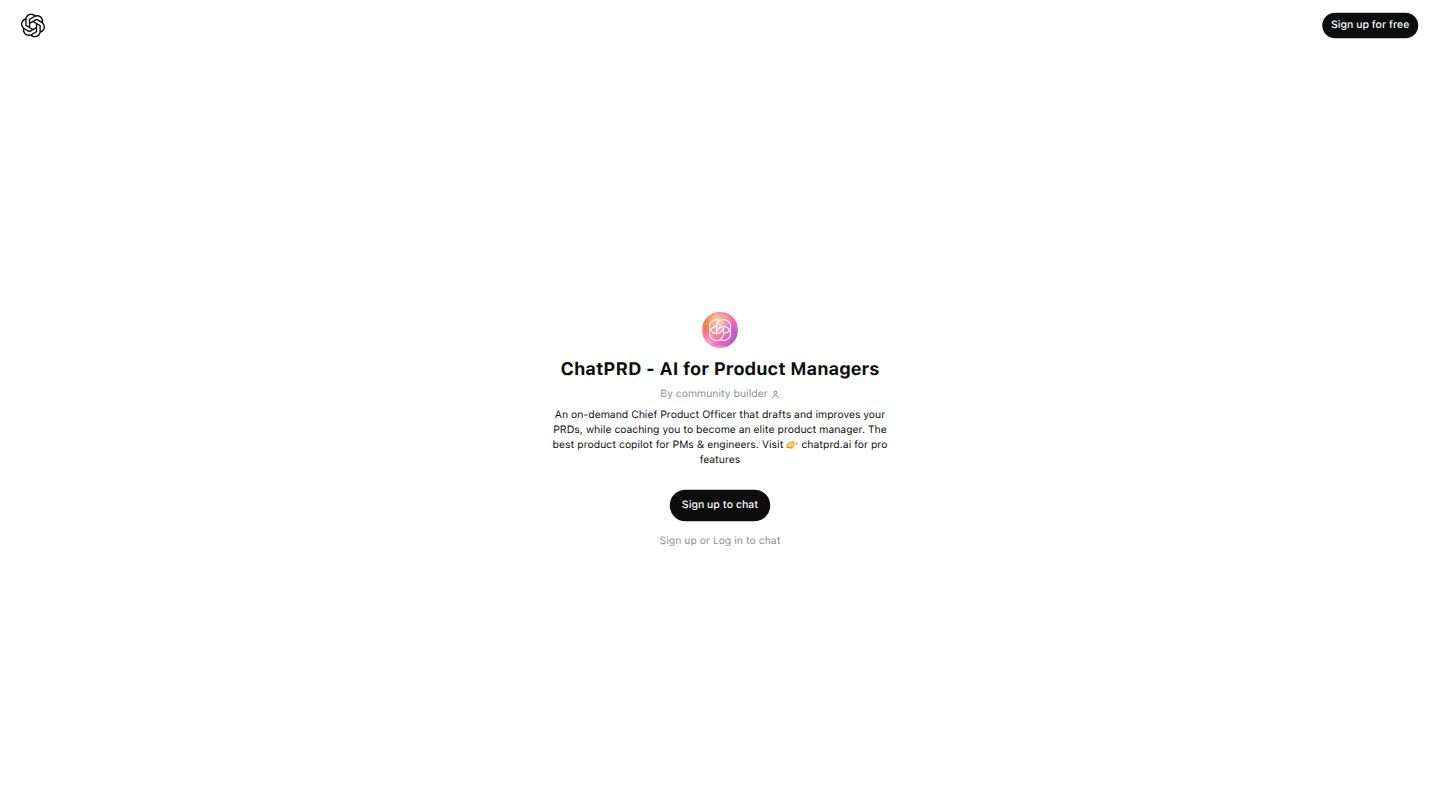 Sign up for free
ChatPRD - AI for Product Managers
By community builder
An on-demand Chief Product Officer that drafts and improves your
PRDs, while coaching you to become an elite product manager. The
best product copilot for PMs & engineers. Visit 👉 chatprd.ai for pro
features
Sign up to chat
Sign up or Log in to chat